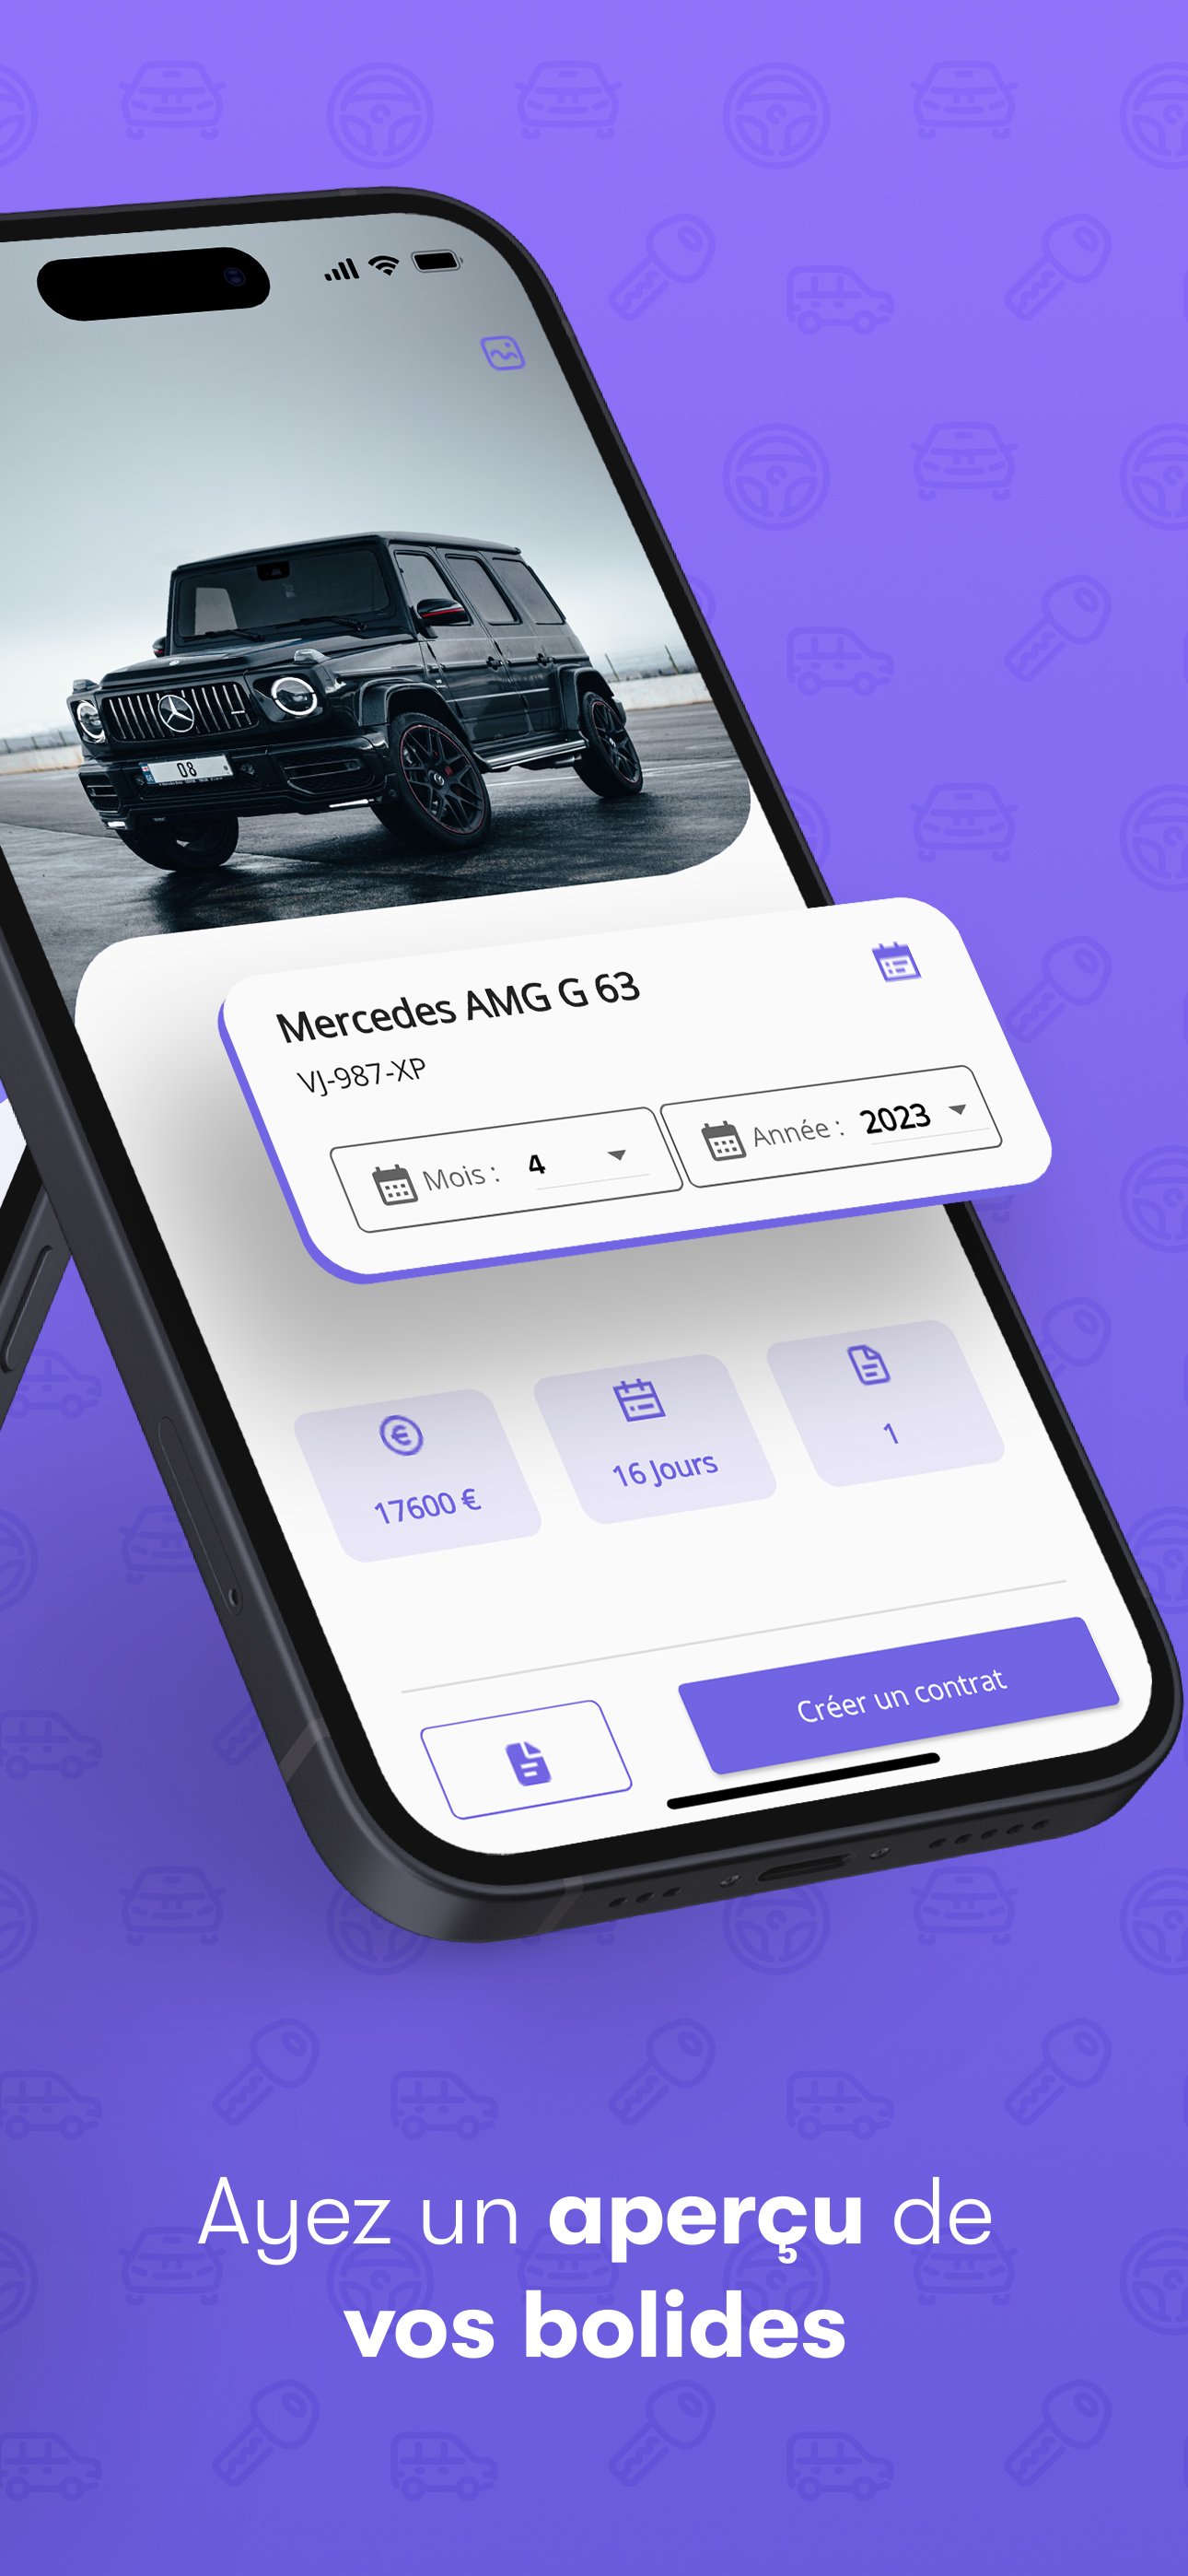 08
Mercedes AMG G 63
VJ-987-XP
Mois : 4
Année : 2023
17600 €
16 Jours
1
Créer un contrat
Ayez un aperçu de
vos bolides